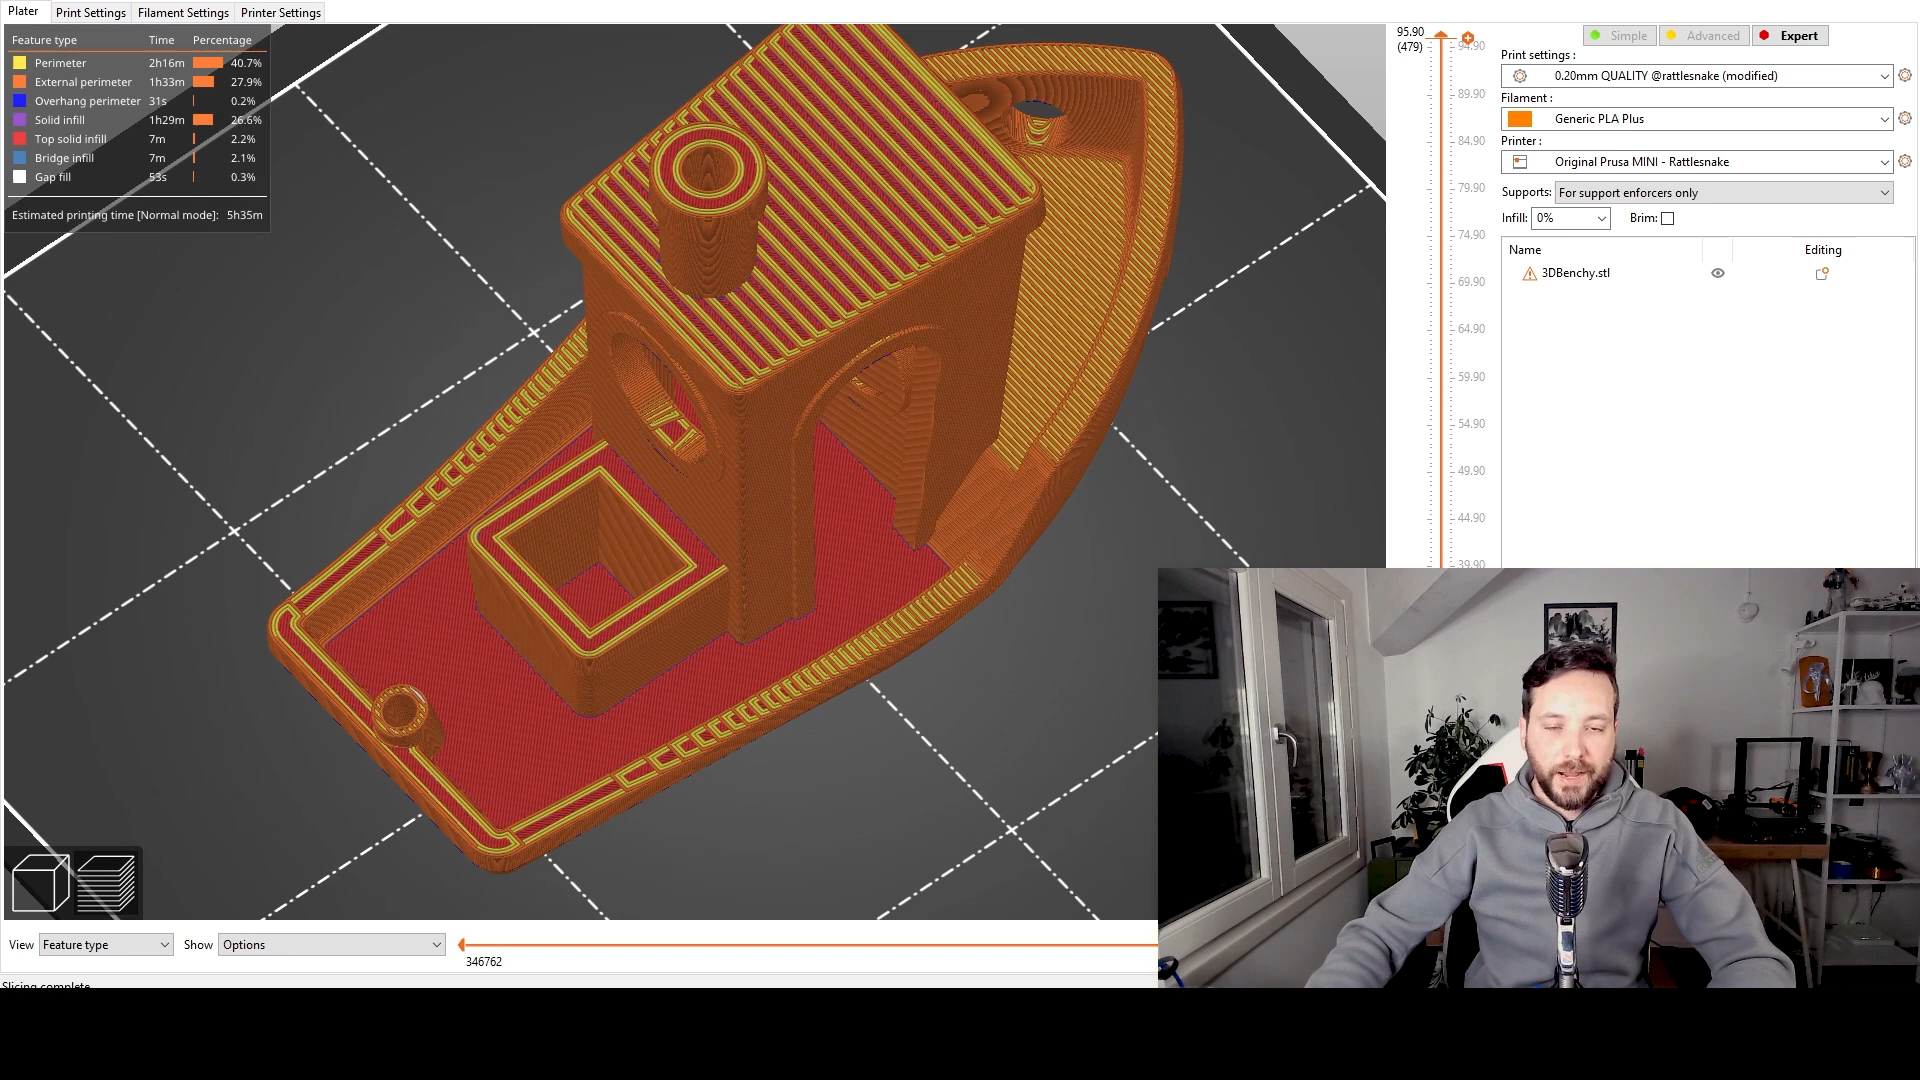 Plater Print Settings Filament Settings Printer Settings
Feature type Time Percentage
Perimeter 2h16m 40.7%
External perimeter 1h33m 27.9%
Overhang perimeter 31s 0.2%
Solid infill 1h29m 26.6%
Top solid infill 7m 2.2%
Bridge infill 7m 2.1%
Gap fill 53s 0.3%
Estimated printing time [Normal mode]: 5h35m
95.90
(479)
94.90
89.90
84.90
79.90
74.90
69.90
64.90
59.90
54.90
49.90
44.90
39.90
Simple Advanced Expert
Print settings :
0.20mm QUALITY @rattlesnake (modified)
Filament :
Generic PLA Plus
Printer :
Original Prusa MINI - Rattlesnake
Supports: For support enforcers only
Infill: 0% Brim:
Name Editing
3DBenchy.stl
View Feature type Show Options
346762
Slicing complete